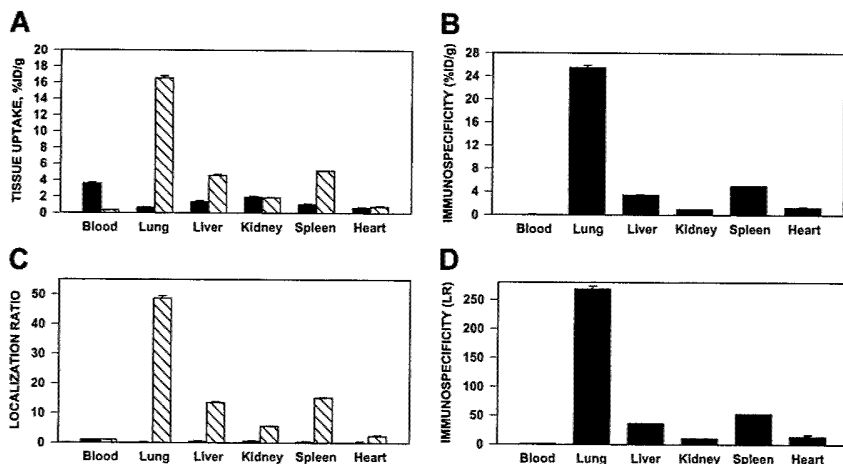 A
TISSUE UPTAKE, %ID/g
20
18
16
14
12
10
8
6
4
2
0
Blood Lung Liver Kidney Spleen Heart
B
IMMUNOSPECIFICITY (%ID/g)
28
24
20
16
12
8
4
0
Blood Lung Liver Kidney Spleen Heart
C
LOCALIZATION RATIO
50
40
30
20
10
0
Blood Lung Liver Kidney Spleen Heart
D
IMMUNOSPECIFICITY (LR)
250
200
150
100
50
0
Blood Lung Liver Kidney Spleen Heart